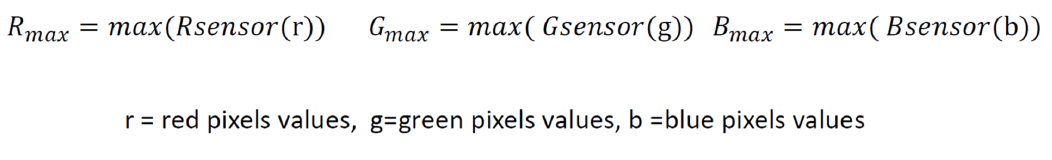 R_max = max(Rsensor(r))   G_max = max( Gsensor(g))  B_max = max( Bsensor(b))
r = red pixels values,  g=green pixels values, b =blue pixels values